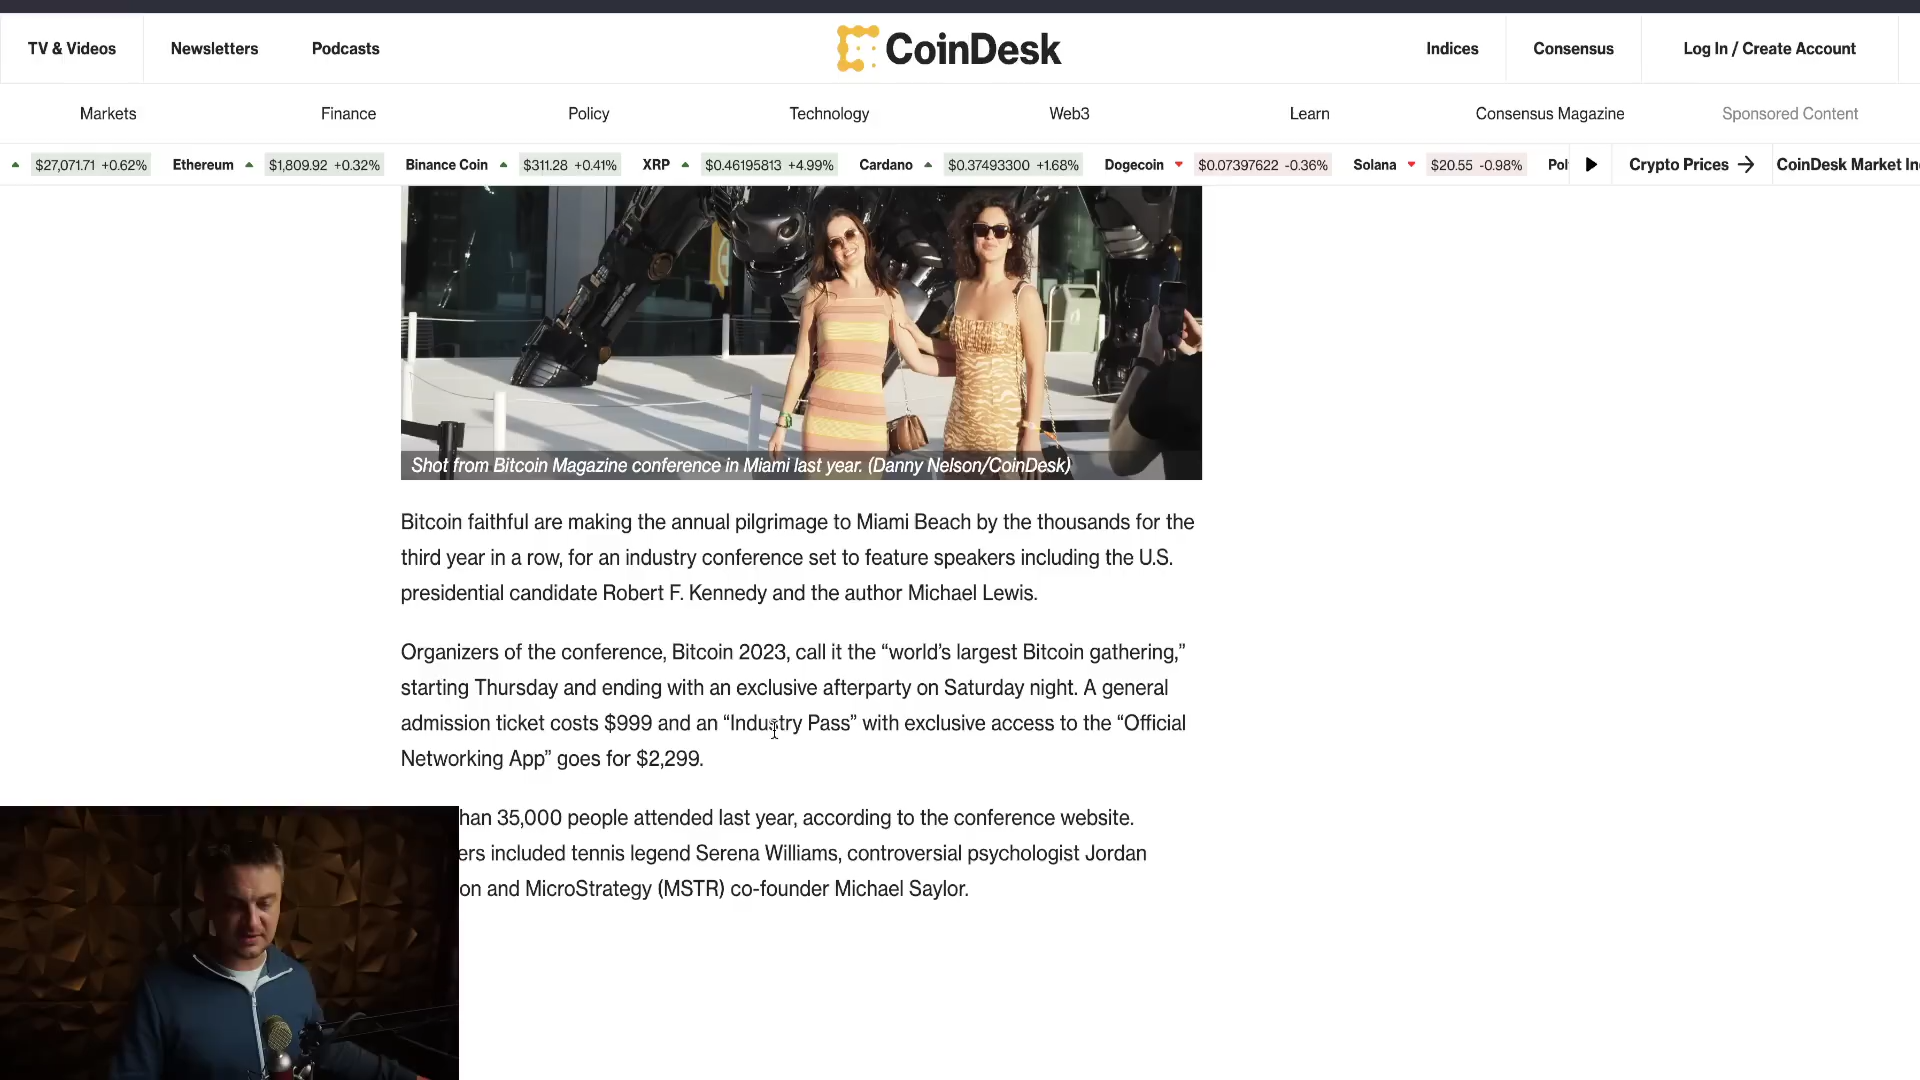 TV & Videos
Newsletters
Podcasts
CoinDesk
Indices
Consensus
Log In / Create Account
Markets
Finance
Policy
Technology
Web3
Learn
Consensus Magazine
Sponsored Content
$27,071.71 +0.62%
Ethereum $1,809.92 +0.32%
Binance Coin $311.28 +0.41%
XRP $0.46195813 +4.99%
Cardano $0.37493300 +1.68%
Dogecoin $0.07397622 -0.36%
Solana $20.55 -0.98%
Pol
Crypto Prices →
CoinDesk Market In
Shot from Bitcoin Magazine conference in Miami last year. (Danny Nelson/CoinDesk)
Bitcoin faithful are making the annual pilgrimage to Miami Beach by the thousands for the
third year in a row, for an industry conference set to feature speakers including the U.S.
presidential candidate Robert F. Kennedy and the author Michael Lewis.
Organizers of the conference, Bitcoin 2023, call it the “world’s largest Bitcoin gathering,”
starting Thursday and ending with an exclusive afterparty on Saturday night. A general
admission ticket costs $999 and an “Industry Pass” with exclusive access to the “Official
Networking App” goes for $2,299.
han 35,000 people attended last year, according to the conference website.
ers included tennis legend Serena Williams, controversial psychologist Jordan
on and MicroStrategy (MSTR) co-founder Michael Saylor.